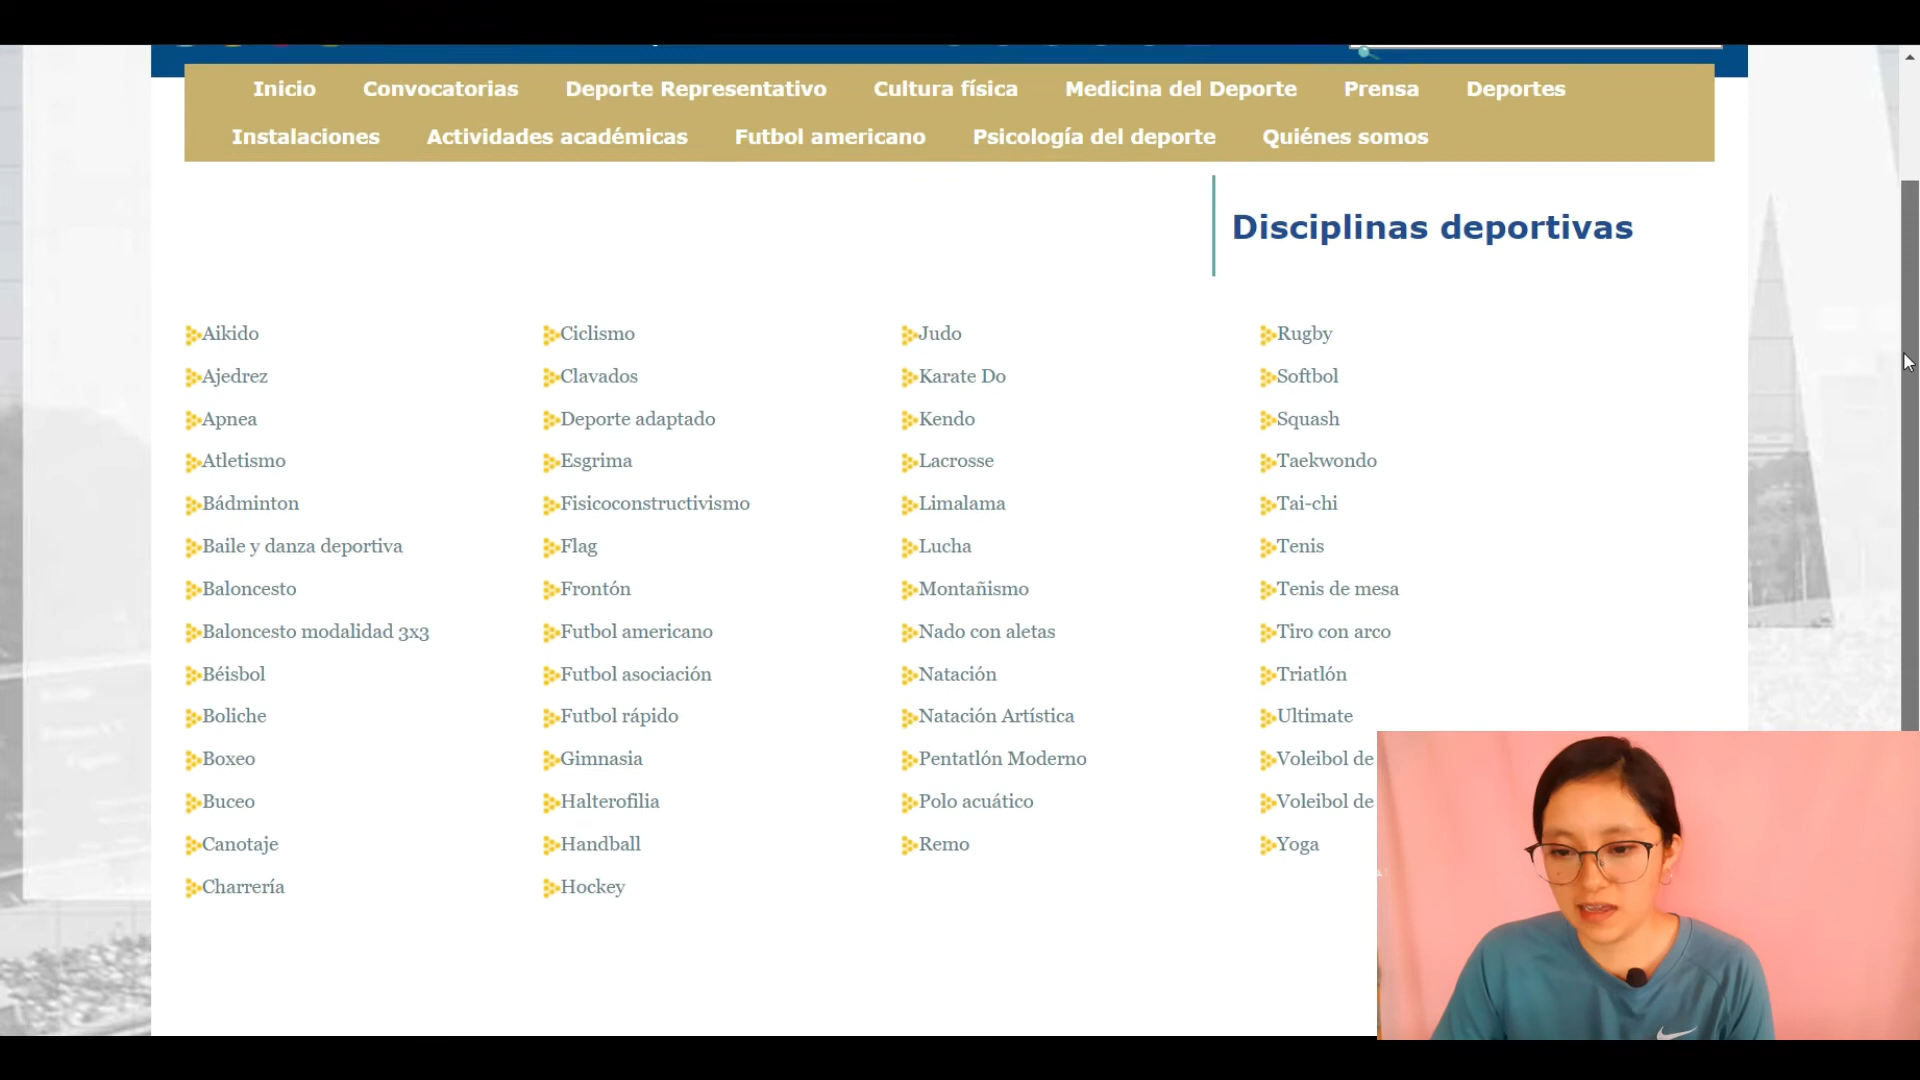 Inicio Convocatorias Deporte Representativo Cultura física Medicina del Deporte Prensa Deportes
Instalaciones Actividades académicas Futbol americano Psicología del deporte Quiénes somos
Disciplinas deportivas
Aikido
Ajedrez
Apnea
Atletismo
Bádminton
Baile y danza deportiva
Baloncesto
Baloncesto modalidad 3x3
Béisbol
Boliche
Boxeo
Buceo
Canotaje
Charrería
Ciclismo
Clavados
Deporte adaptado
Esgrima
Fisicoconstructivismo
Flag
Frontón
Futbol americano
Futbol asociación
Futbol rápido
Gimnasia
Halterofilia
Handball
Hockey
Judo
Karate Do
Kendo
Lacrosse
Limalama
Lucha
Montañismo
Nado con aletas
Natación
Natación Artística
Pentatlón Moderno
Polo acuático
Remo
Rugby
Softbol
Squash
Taekwondo
Tai-chi
Tenis
Tenis de mesa
Tiro con arco
Triatlón
Ultimate
Voleibol de
Voleibol de
Yoga